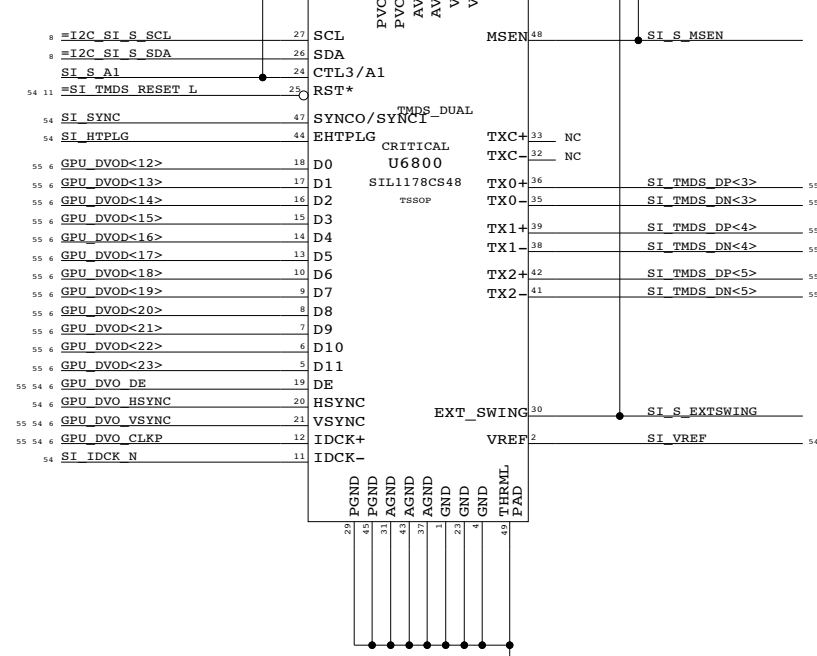 PVC PVC AV AV V V
8 =I2C_SI_S_SCL 27 SCL MSEN 48 SI_S_MSEN
8 =I2C_SI_S_SDA 26 SDA
SI_S_A1 24 CTL3/A1
54 11 =SI_TMDS_RESET_L 25 RST*
TMDS_DUAL
54 SI_SYNC 47 SYNCO/SYNCI
54 SI_HTPLG 44 EHTPLG TXC+ 33 NC
CRITICAL
TXC- 32 NC
55 6 GPU_DVOD<12> 18 D0 U6800
55 6 GPU_DVOD<13> 17 D1 SIL1178CS48 TX0+ 36 SI_TMDS_DP<3> 55
55 6 GPU_DVOD<14> 16 D2 TSSOP TX0- 35 SI_TMDS_DN<3> 55
55 6 GPU_DVOD<15> 15 D3
TX1+ 39 SI_TMDS_DP<4> 55
55 6 GPU_DVOD<16> 14 D4
TX1- 38 SI_TMDS_DN<4> 55
55 6 GPU_DVOD<17> 13 D5
55 6 GPU_DVOD<18> 10 D6 TX2+ 42 SI_TMDS_DP<5> 55
55 6 GPU_DVOD<19> 9 D7 TX2- 41 SI_TMDS_DN<5> 55
55 6 GPU_DVOD<20> 8 D8
55 6 GPU_DVOD<21> 7 D9
55 6 GPU_DVOD<22> 6 D10
55 6 GPU_DVOD<23> 5 D11
55 54 6 GPU_DVO_DE 19 DE
54 6 GPU_DVO_HSYNC 20 HSYNC
EXT_SWING 30 SI_S_EXTSWING
55 54 6 GPU_DVO_VSYNC 21 VSYNC
55 54 6 GPU_DVO_CLKP 12 IDCK+ VREF 2 SI_VREF 54
54 SI_IDCK_N 11 IDCK-
PGND PGND AGND AGND AGND GND GND GND THRML PAD
29 45 31 43 37 1 23 4 49